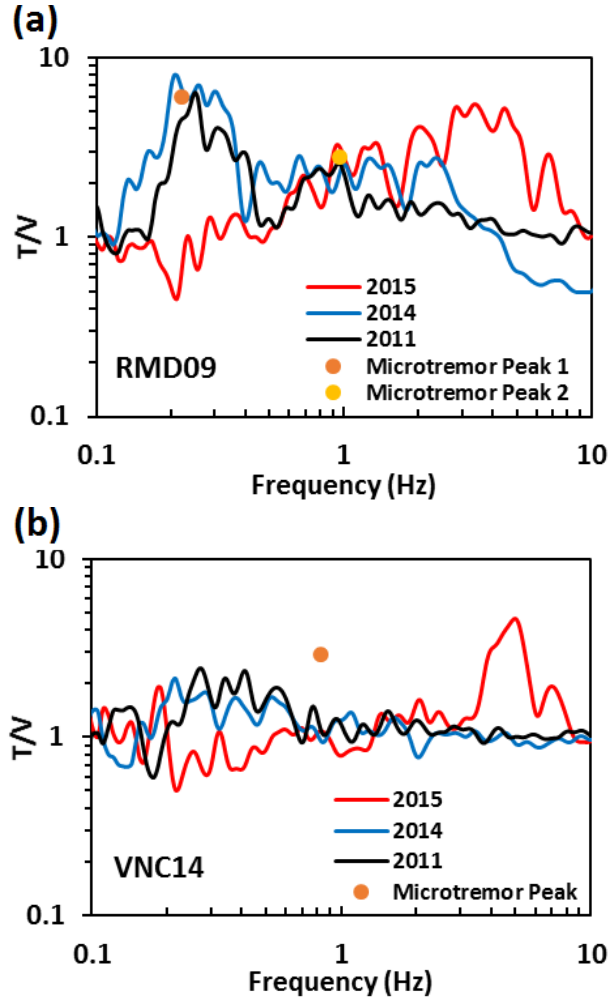 (a)
10
1
0.1
T/V
2015
2014
2011
Microtremor Peak 1
Microtremor Peak 2
RMD09
0.1
1
10
Frequency (Hz)
(b)
10
1
0.1
T/V
2015
2014
2011
Microtremor Peak
VNC14
0.1
1
10
Frequency (Hz)